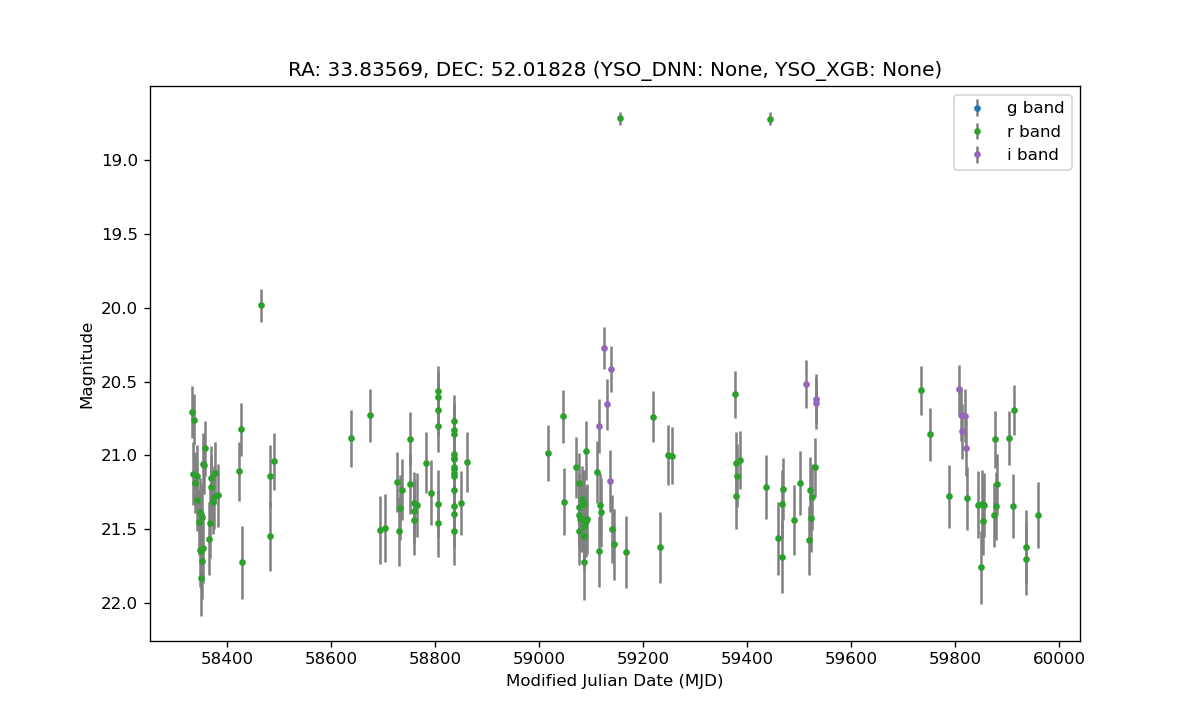 RA: 33.83569, DEC: 52.01828 (YSO_DNN: None, YSO_XGB: None)
g band
r band
i band
19.0
19.5
20.0
20.5
21.0
21.5
22.0
Magnitude
58400
58600
58800
59000
59200
59400
59600
59800
60000
Modified Julian Date (MJD)